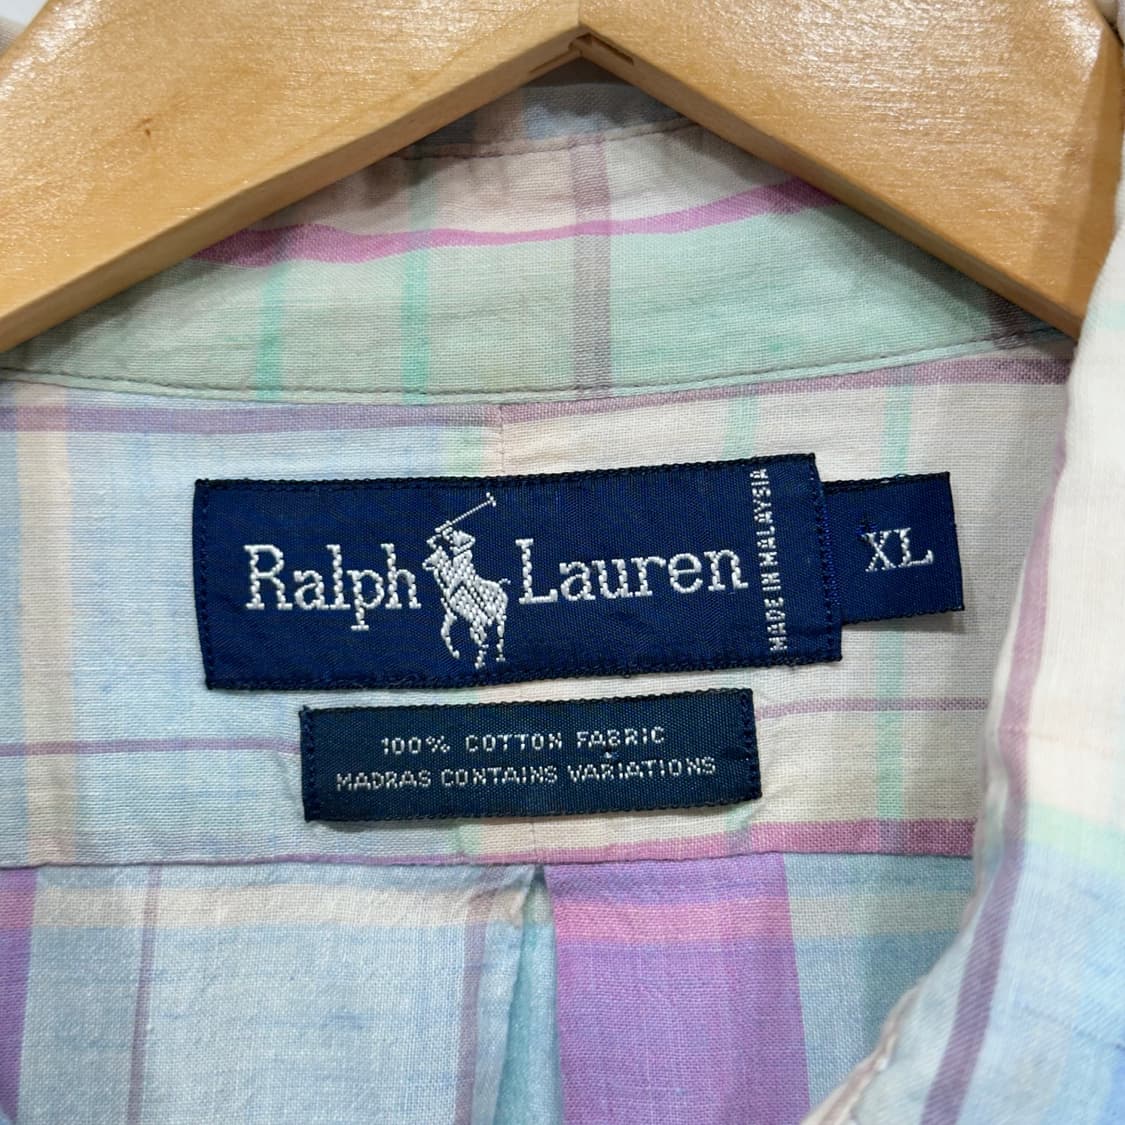 Ralph Lauren
MADE IN MALAYSIA
XL
100% COTTON FABRIC
MADRAS CONTAINS VARIATIONS